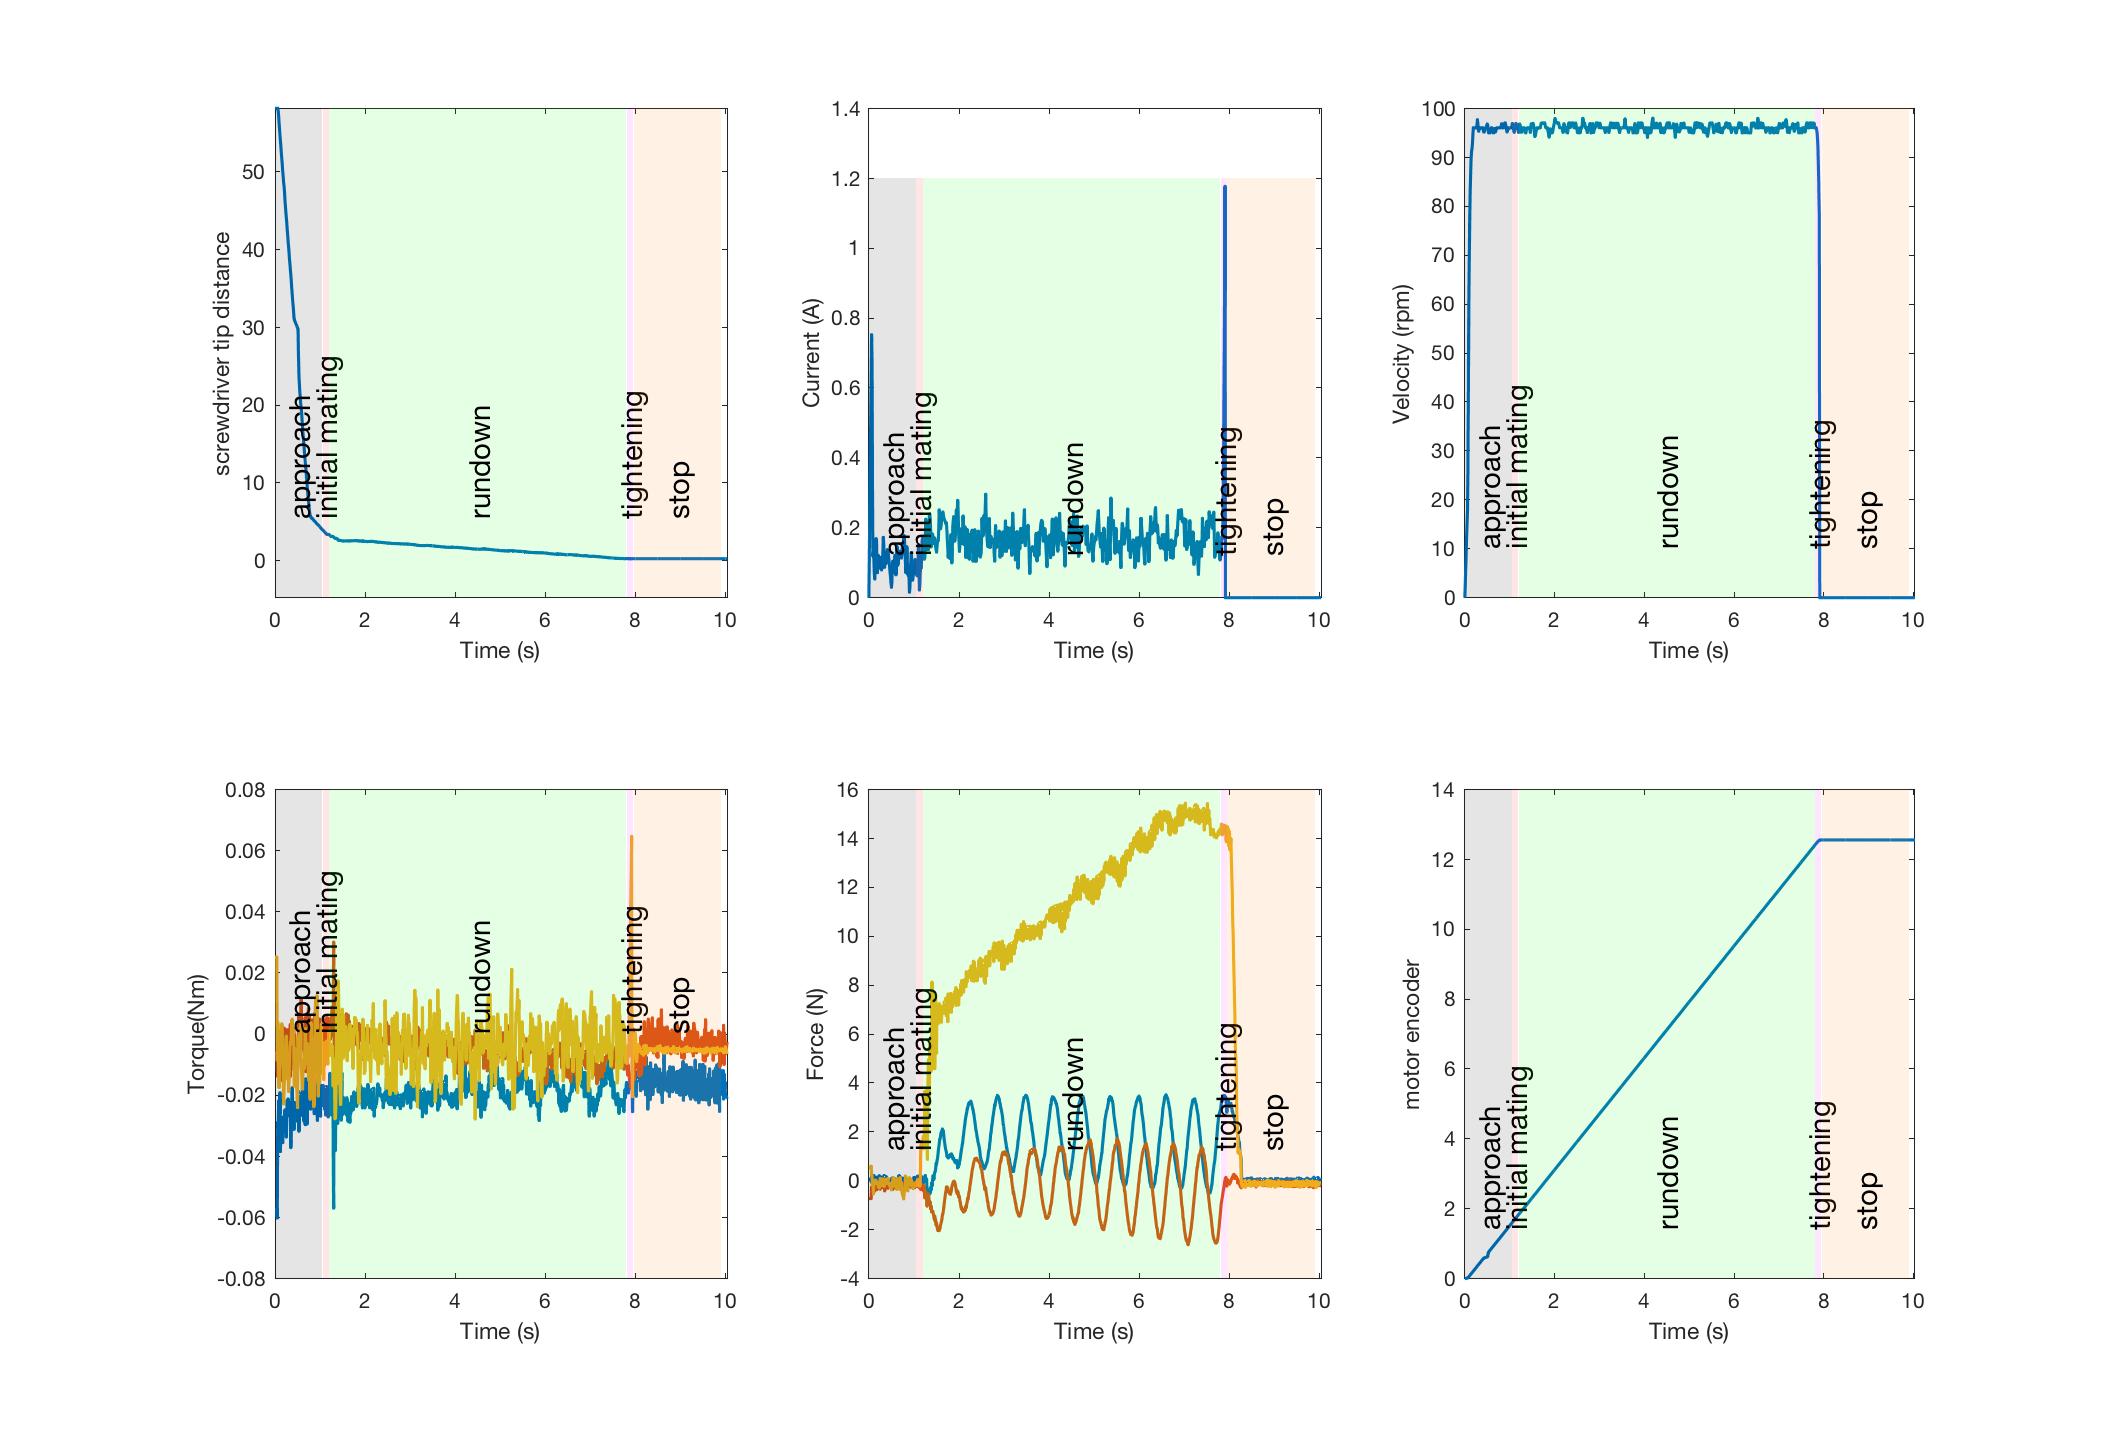 screwdriver tip distance
50
40
30
20
10
0
approach
initial mating
rundown
tightening
stop
0 2 4 6 8 10
Time (s)
Current (A)
1.4
1.2
1
0.8
0.6
0.4
0.2
0
approach
initial mating
rundown
tightening
stop
0 2 4 6 8 10
Time (s)
Velocity (rpm)
100
90
80
70
60
50
40
30
20
10
0
approach
initial mating
rundown
tightening
stop
0 2 4 6 8 10
Time (s)
Torque(Nm)
0.08
0.06
0.04
0.02
0
-0.02
-0.04
-0.06
-0.08
approach
initial mating
rundown
tightening
stop
0 2 4 6 8 10
Time (s)
Force (N)
16
14
12
10
8
6
4
2
0
-2
-4
approach
initial mating
rundown
tightening
stop
0 2 4 6 8 10
Time (s)
motor encoder
14
12
10
8
6
4
2
0
approach
initial mating
rundown
tightening
stop
0 2 4 6 8 10
Time (s)